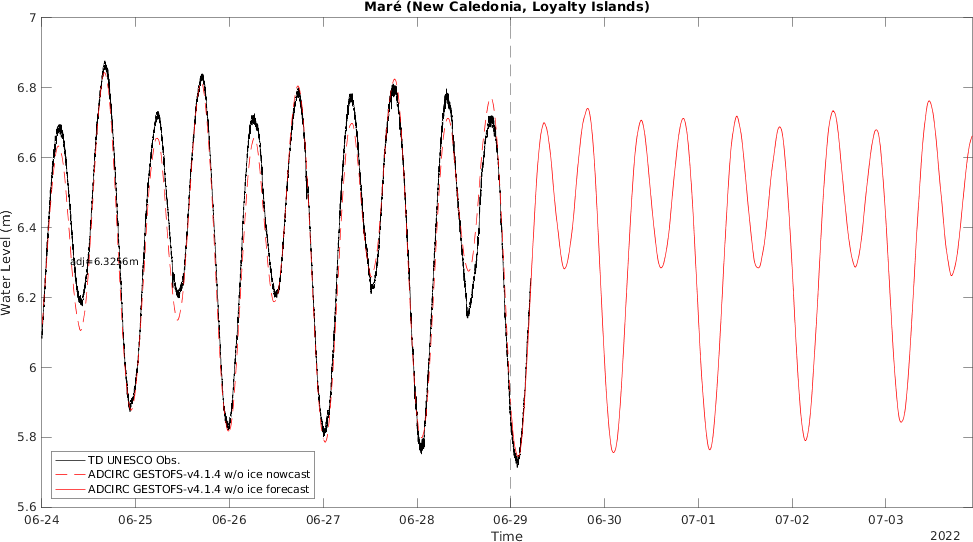 Maré (New Caledonia, Loyalty Islands)
7
6.8
6.6
6.4
6.2
6
5.8
5.6
Water Level (m)
adj=6.3256m
TD UNESCO Obs.
ADCIRC GESTOFS-v4.1.4 w/o ice nowcast
ADCIRC GESTOFS-v4.1.4 w/o ice forecast
06-24 06-25 06-26 06-27 06-28 06-29 06-30 07-01 07-02 07-03
Time
2022